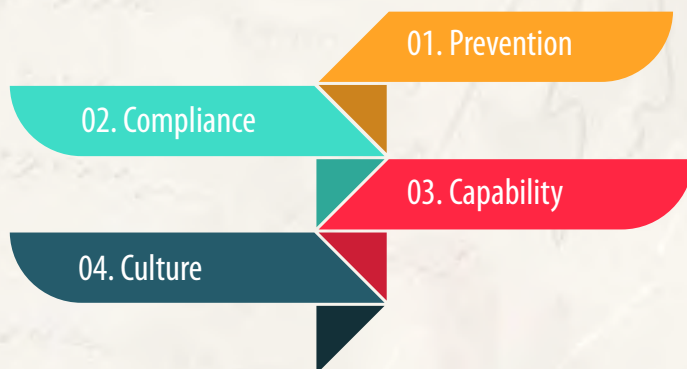 01. Prevention
02. Compliance
03. Capability
04. Culture